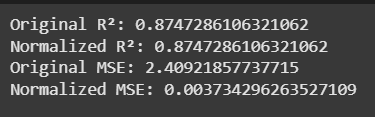 Original R²: 0.8747286106321062
Normalized R²: 0.8747286106321062
Original MSE: 2.40921857737715
Normalized MSE: 0.003734296263527109